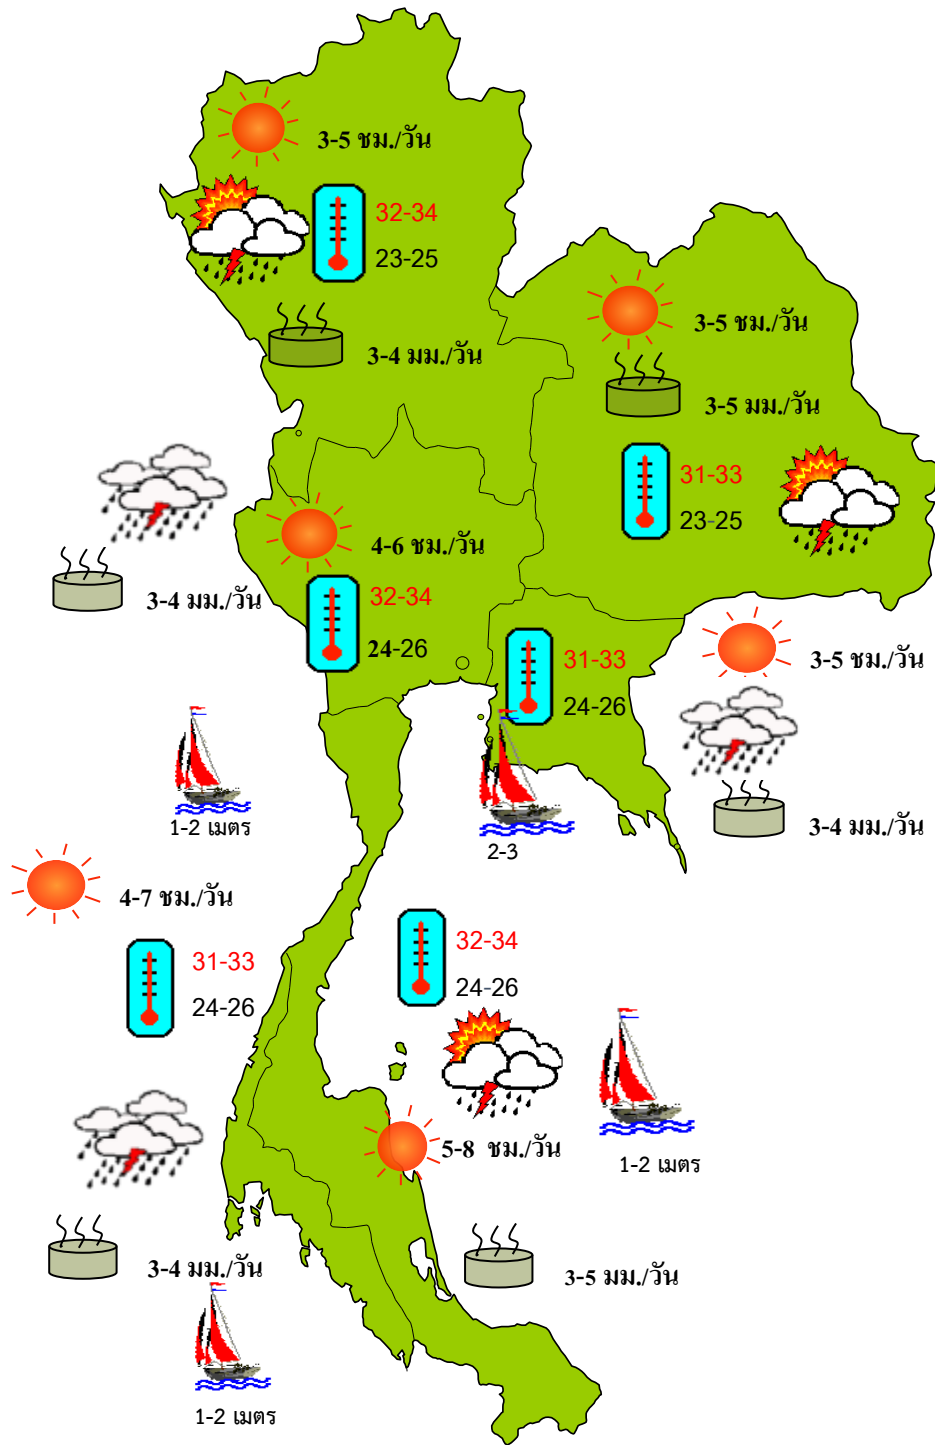 3-5 ชม./วัน
32-34
23-25
3-4 มม./วัน
3-5 ชม./วัน
3-5 มม./วัน
31-33
23-25
4-6 ชม./วัน
3-4 มม./วัน
32-34
24-26
31-33
24-26
3-5 ชม./วัน
3-4 มม./วัน
1-2 เมตร
2-3
4-7 ชม./วัน
31-33
24-26
32-34
24-26
5-8 ชม./วัน
1-2 เมตร
3-4 มม./วัน
3-5 มม./วัน
1-2 เมตร